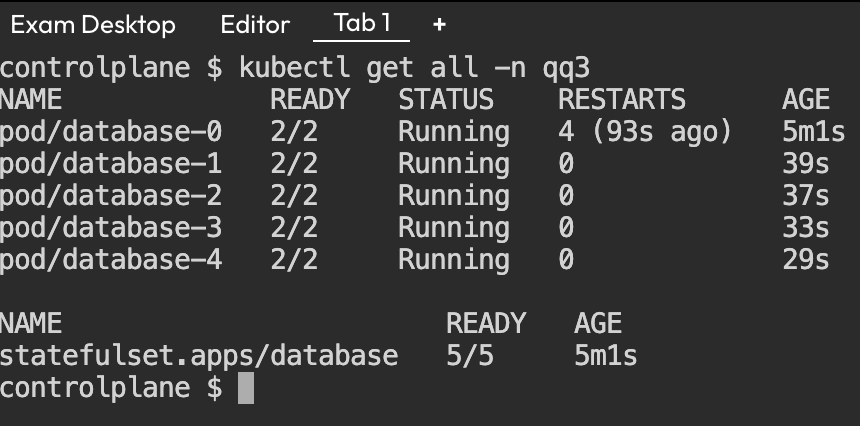 Exam Desktop Editor Tab 1 +
controlplane $ kubectl get all -n qq3
NAME READY STATUS RESTARTS AGE
pod/database-0 2/2 Running 4 (93s ago) 5m1s
pod/database-1 2/2 Running 0 39s
pod/database-2 2/2 Running 0 37s
pod/database-3 2/2 Running 0 33s
pod/database-4 2/2 Running 0 29s
NAME READY AGE
statefulset.apps/database 5/5 5m1s
controlplane $